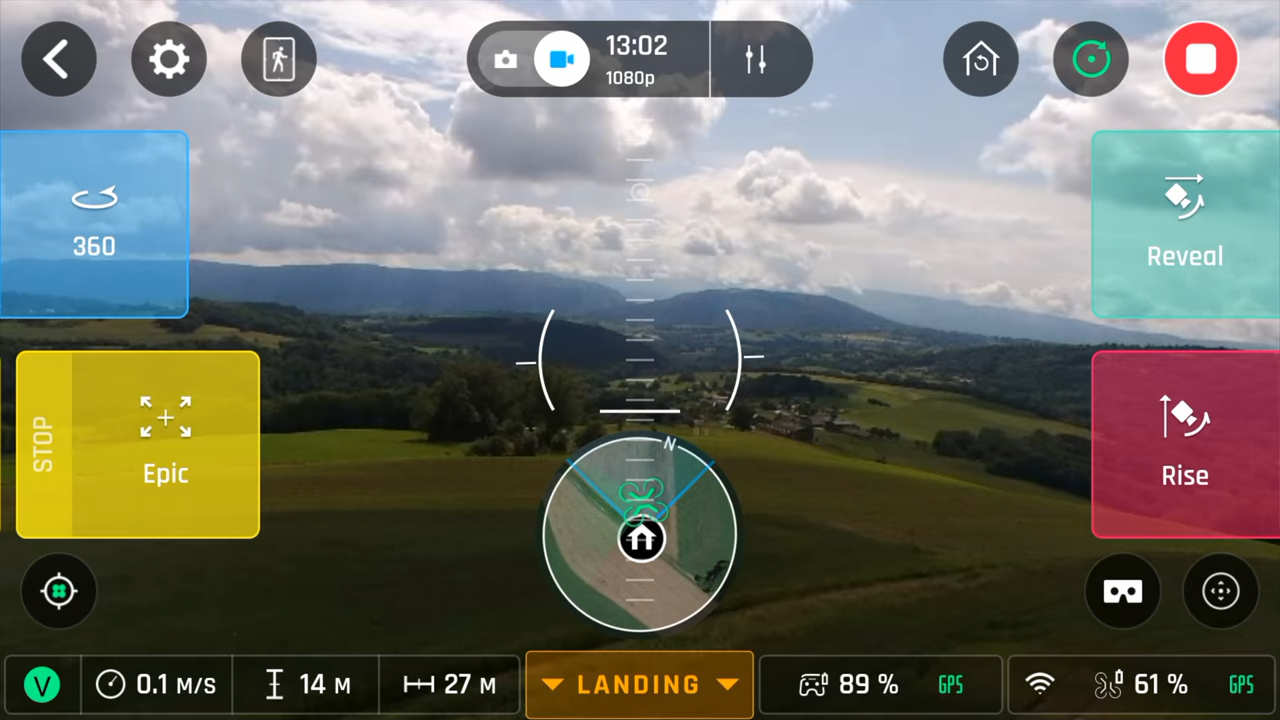 13:02
1080p
360
Reveal
STOP
Epic
Rise
N
V
0.1 M/S
14 M
27 M
LANDING
89 %
GPS
61 %
GPS